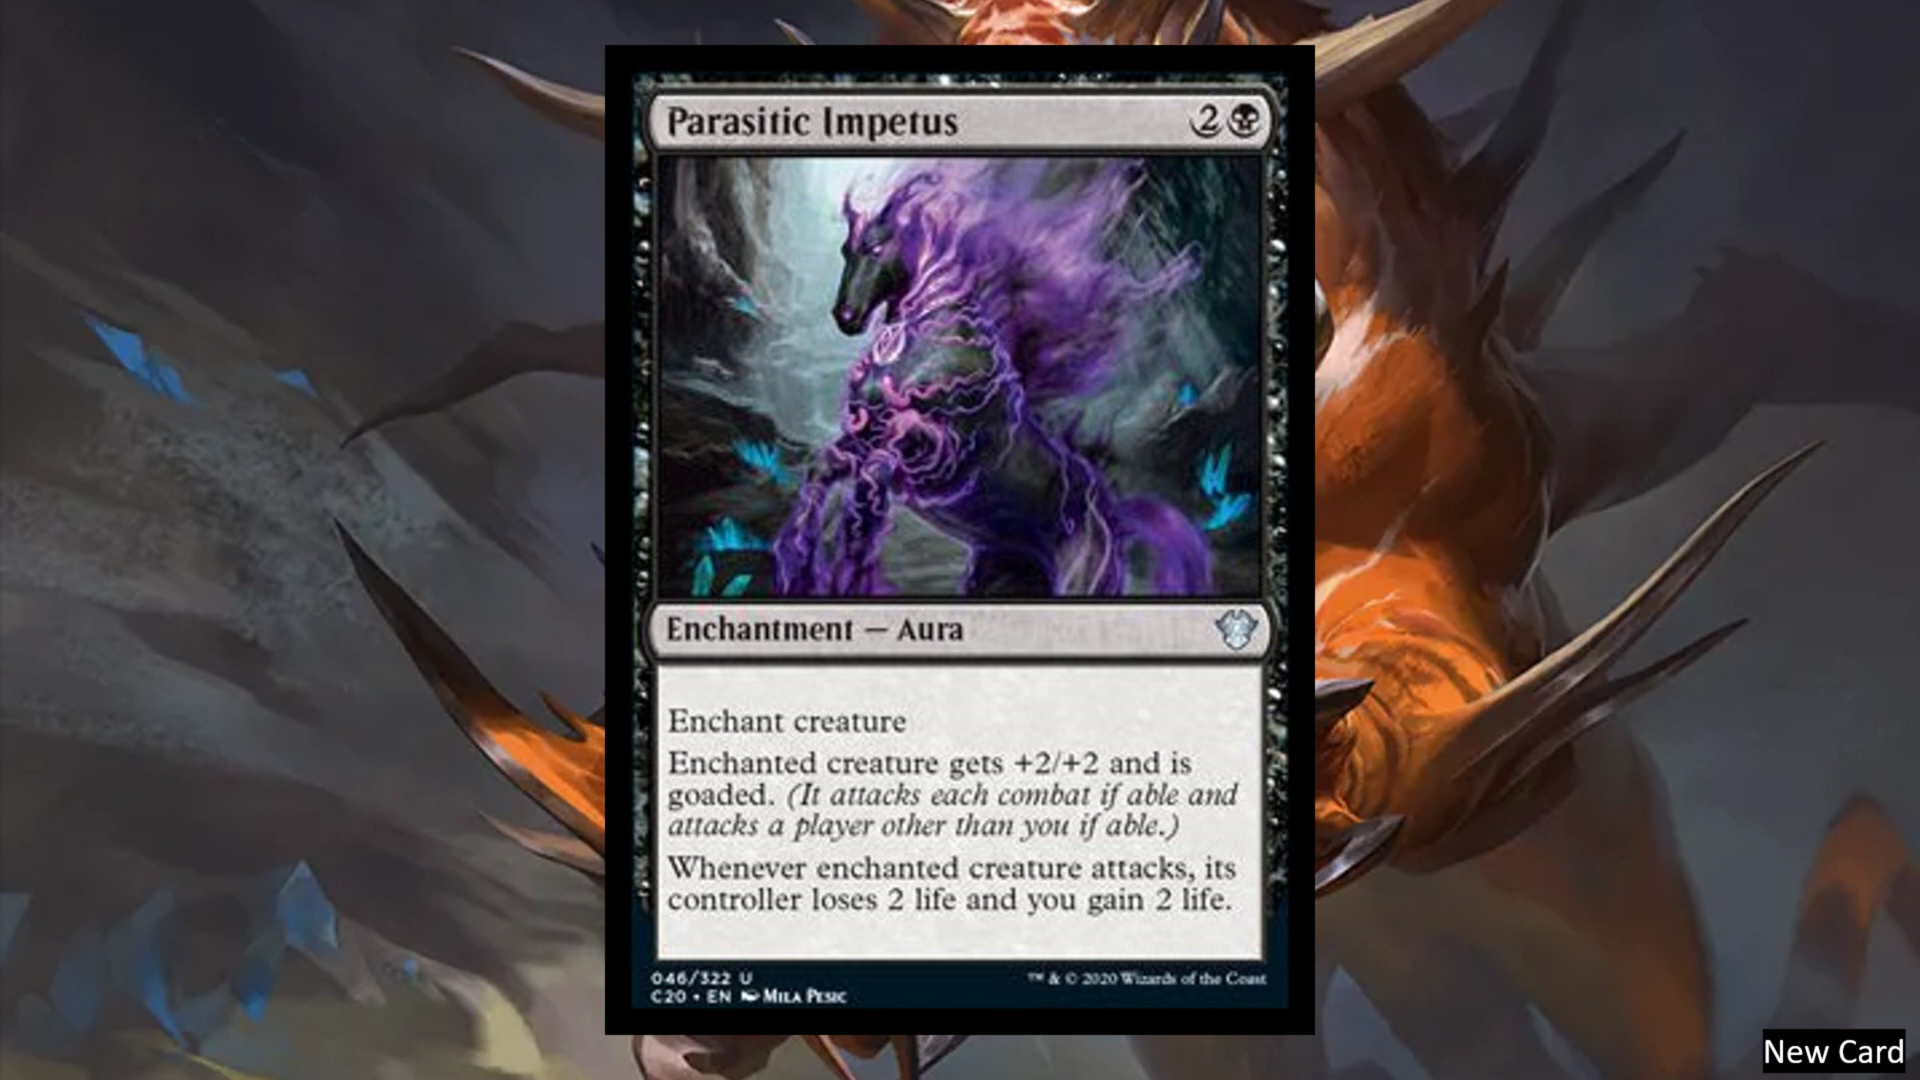 Parasitic Impetus 2
Enchantment — Aura
Enchant creature
Enchanted creature gets +2/+2 and is
goaded. (It attacks each combat if able and
attacks a player other than you if able.)
Whenever enchanted creature attacks, its
controller loses 2 life and you gain 2 life.
046/322 U
C20 • EN Mila Pesic
™ & © 2020 Wizards of the Coast
New Card